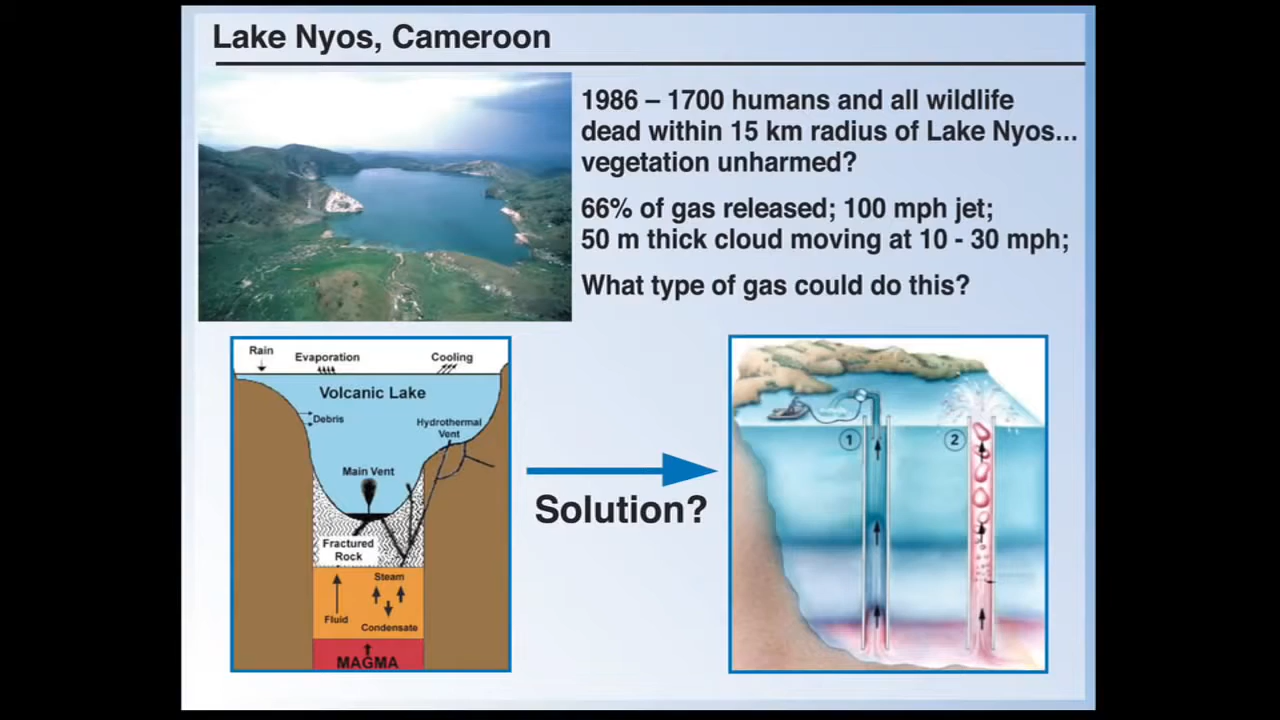 Lake Nyos, Cameroon
1986 – 1700 humans and all wildlife
dead within 15 km radius of Lake Nyos...
vegetation unharmed?
66% of gas released; 100 mph jet;
50 m thick cloud moving at 10 - 30 mph;
What type of gas could do this?
Rain
Evaporation
Cooling
Volcanic Lake
Debris
Hydrothermal
Vent
Main Vent
Fractured
Rock
Steam
Fluid
Condensate
MAGMA
Solution?
1
2